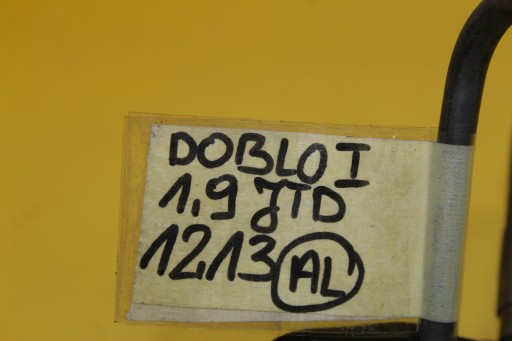 DOBLO I
1,9 JTD
12,13 AL